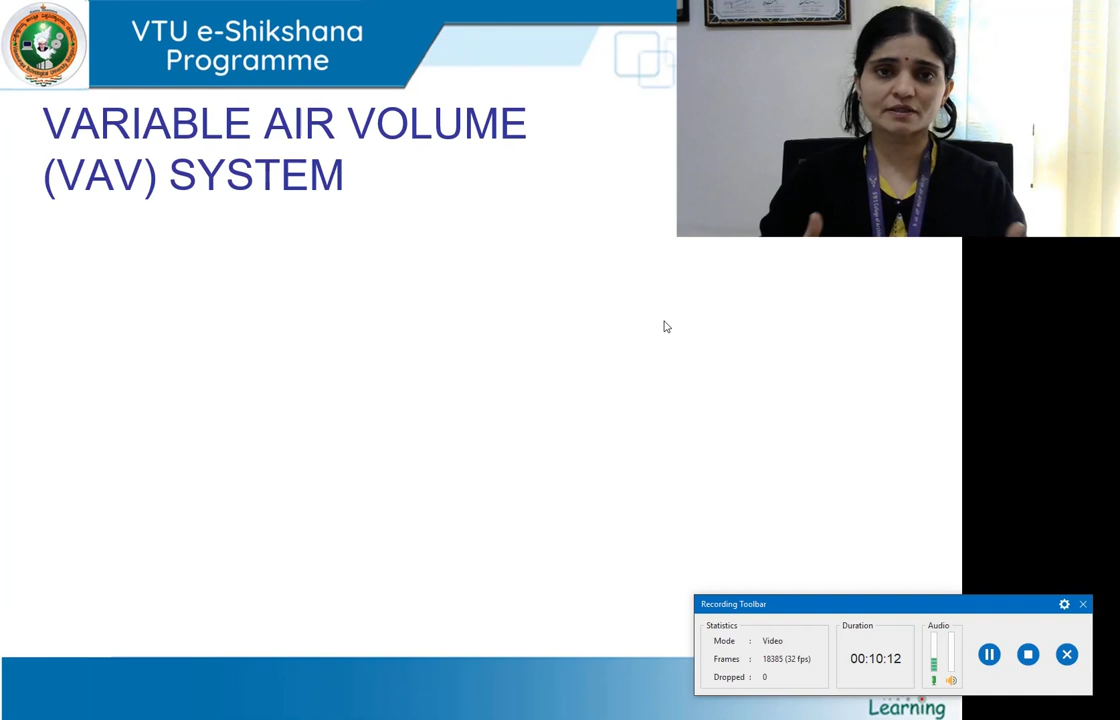 VTU e-Shikshana
Programme
VARIABLE AIR VOLUME
(VAV) SYSTEM
Recording Toolbar
Statistics
Mode : Video
Frames : 18385 (32 fps)
Dropped : 0
Duration
00:10:12
Audio
Learning